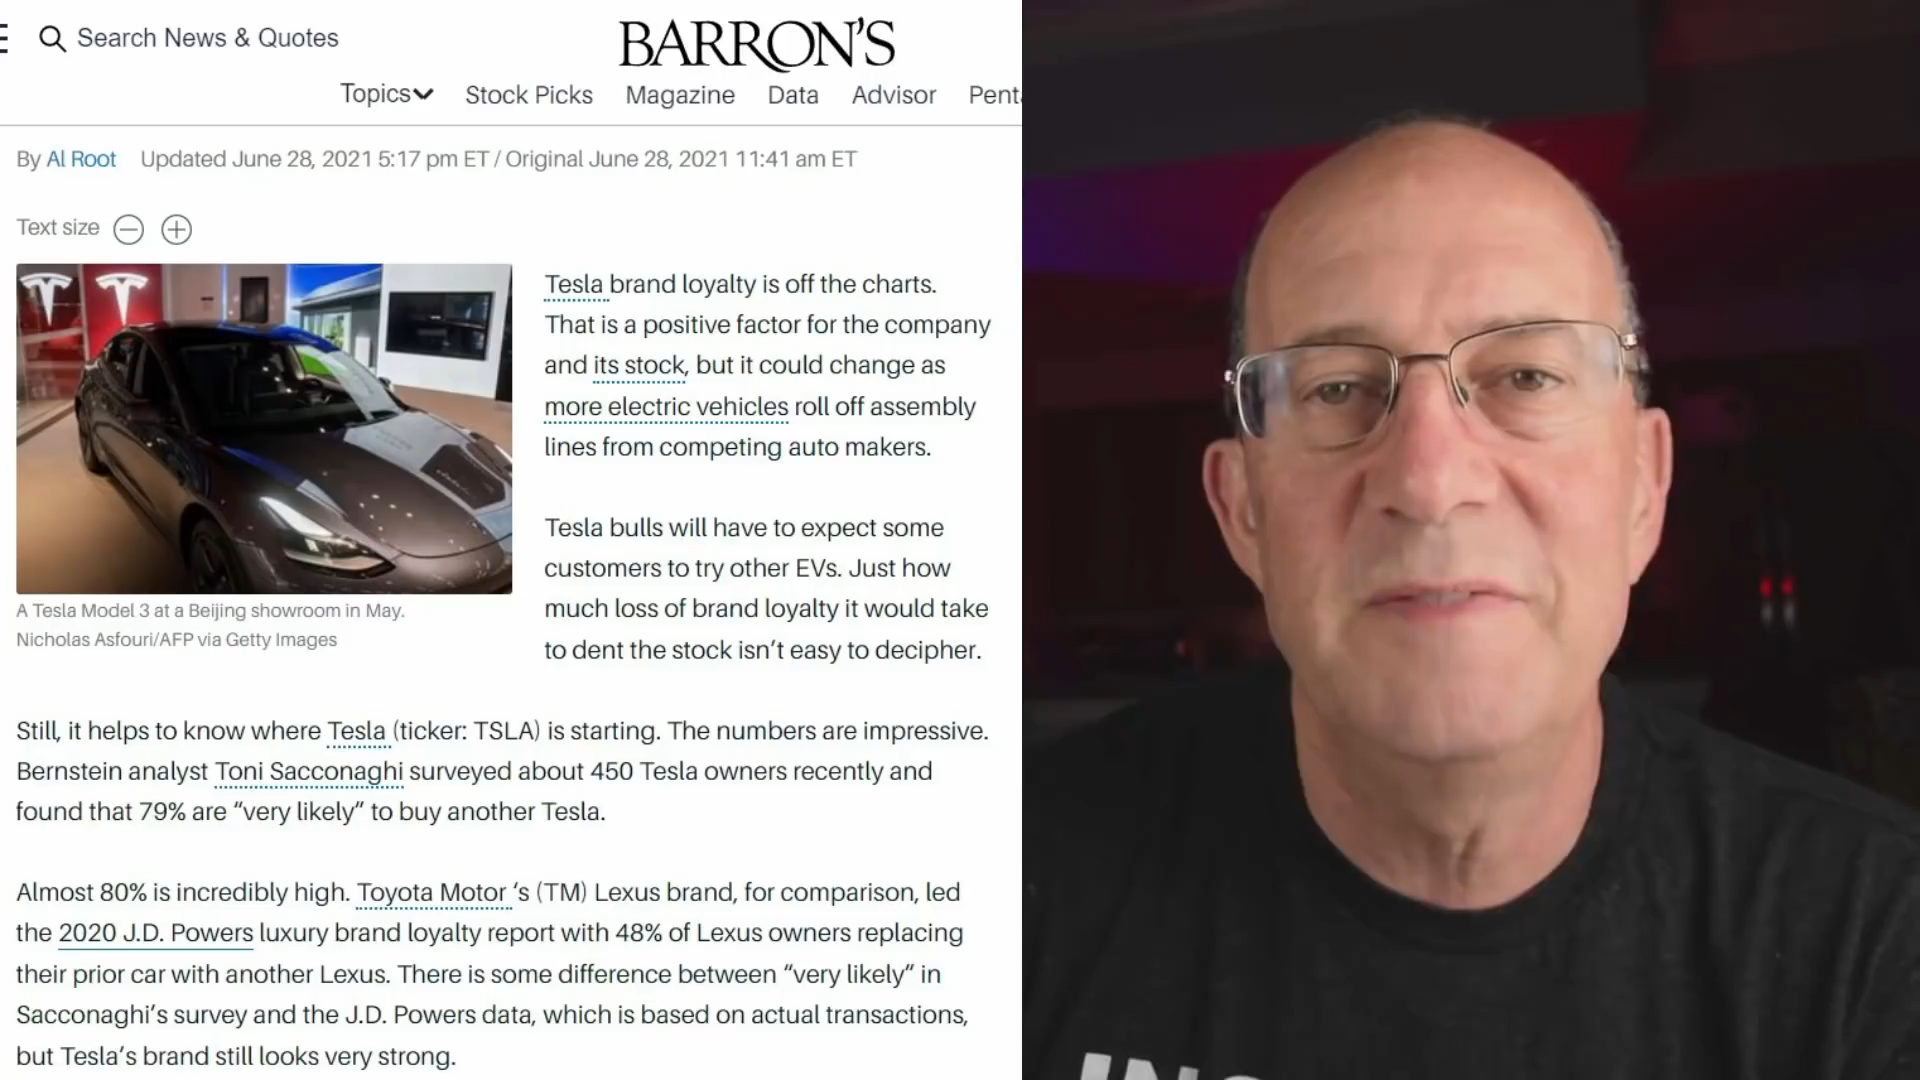 Search News & Quotes
BARRON'S
Topics Stock Picks Magazine Data Advisor
By Al Root Updated June 28, 2021 5:17 pm ET / Original June 28, 2021 11:41 am ET
Text size
Tesla brand loyalty is off the charts.
That is a positive factor for the company
and its stock, but it could change as
more electric vehicles roll off assembly
lines from competing auto makers.
Tesla bulls will have to expect some
customers to try other EVs. Just how
much loss of brand loyalty it would take
to dent the stock isn’t easy to decipher.
A Tesla Model 3 at a Beijing showroom in May.
Nicholas Asfouri/AFP via Getty Images
Still, it helps to know where Tesla (ticker: TSLA) is starting. The numbers are impressive.
Bernstein analyst Toni Sacconaghi surveyed about 450 Tesla owners recently and
found that 79% are “very likely” to buy another Tesla.
Almost 80% is incredibly high. Toyota Motor ‘s (TM) Lexus brand, for comparison, led
the 2020 J.D. Powers luxury brand loyalty report with 48% of Lexus owners replacing
their prior car with another Lexus. There is some difference between “very likely” in
Sacconaghi’s survey and the J.D. Powers data, which is based on actual transactions,
but Tesla’s brand still looks very strong.